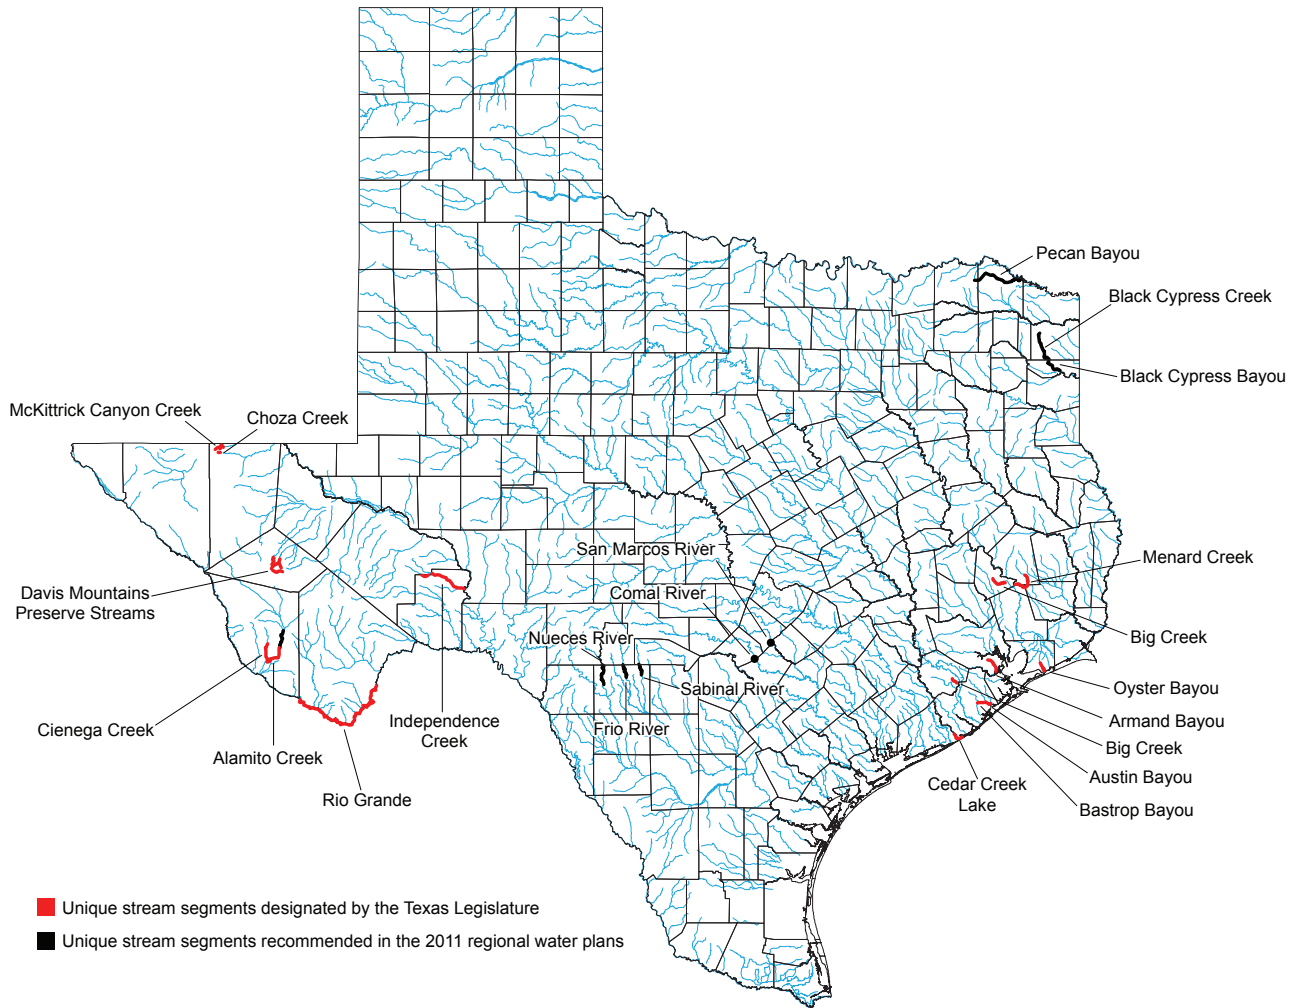 Pecan Bayou
Black Cypress Creek
Black Cypress Bayou
McKittrick Canyon Creek
Choza Creek
San Marcos River
Comal River
Menard Creek
Davis Mountains
Preserve Streams
Nueces River
Big Creek
Sabinal River
Oyster Bayou
Frio River
Independence
Creek
Armand Bayou
Cienega Creek
Big Creek
Alamito Creek
Austin Bayou
Cedar Creek
Lake
Rio Grande
Bastrop Bayou
Unique stream segments designated by the Texas Legislature
Unique stream segments recommended in the 2011 regional water plans